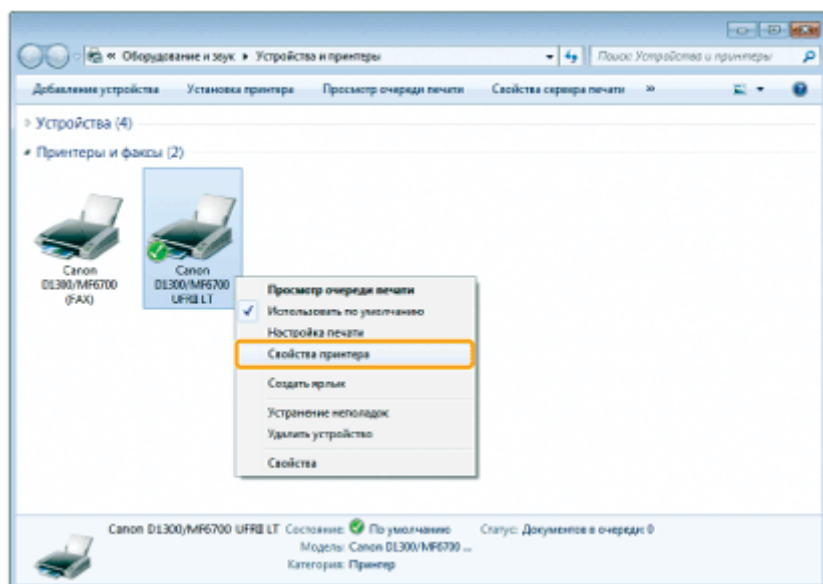 « Оборудование и звук ▸ Устройства и принтеры
Поиск: Устройства и принтеры
Добавление устройства Установка принтера Просмотр очереди печати Свойства сервера печати »
Устройства (4)
Принтеры и факсы (2)
Canon D1300/MF6700 (FAX)
Canon D1300/MF6700 UFRII LT
Просмотр очереди печати
Использовать по умолчанию
Настройка печати
Свойства принтера
Создать ярлык
Устранение неполадок
Удалить устройство
Свойства
Canon D1300/MF6700 UFRII LT Состояние: По умолчанию Статус: Документов в очереди: 0
Модель: Canon D1300/MF6700 ...
Категория: Принтер